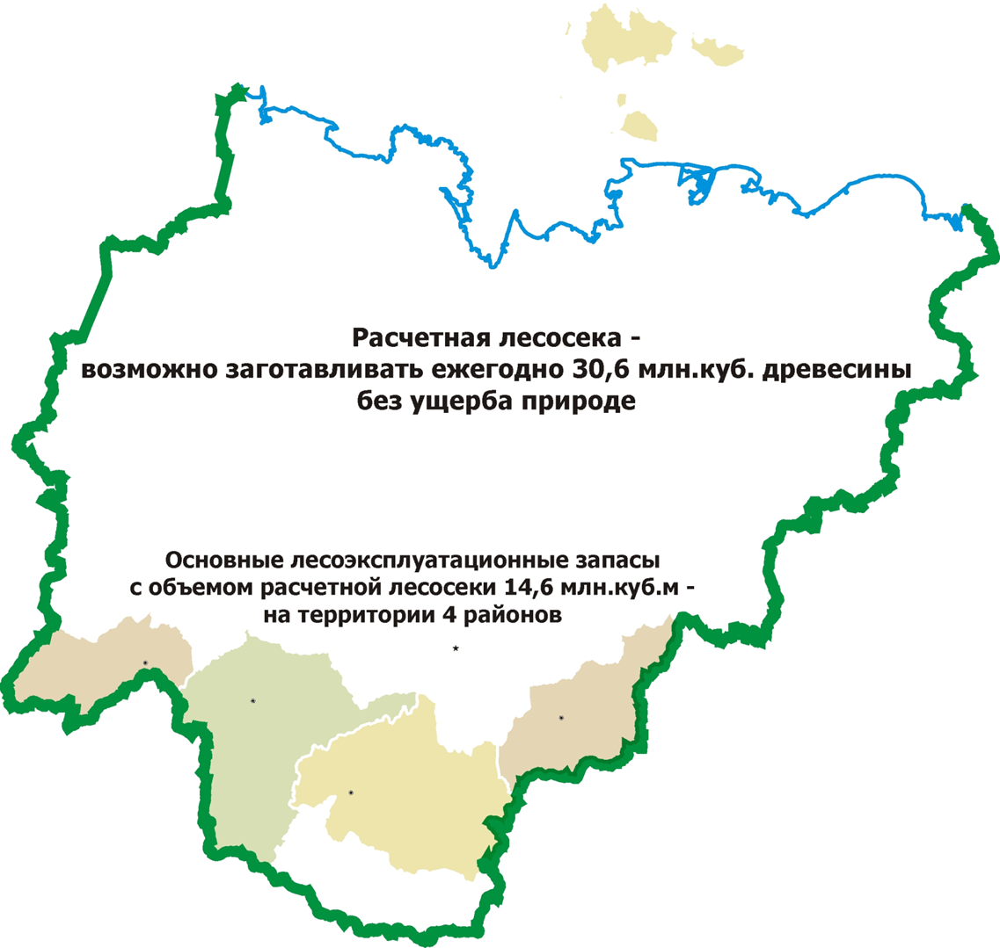 Расчетная лесосека -
возможно заготавливать ежегодно 30,6 млн.куб. древесины
без ущерба природе
Основные лесоэксплуатационные запасы
с объемом расчетной лесосеки 14,6 млн.куб.м -
на территории 4 районов